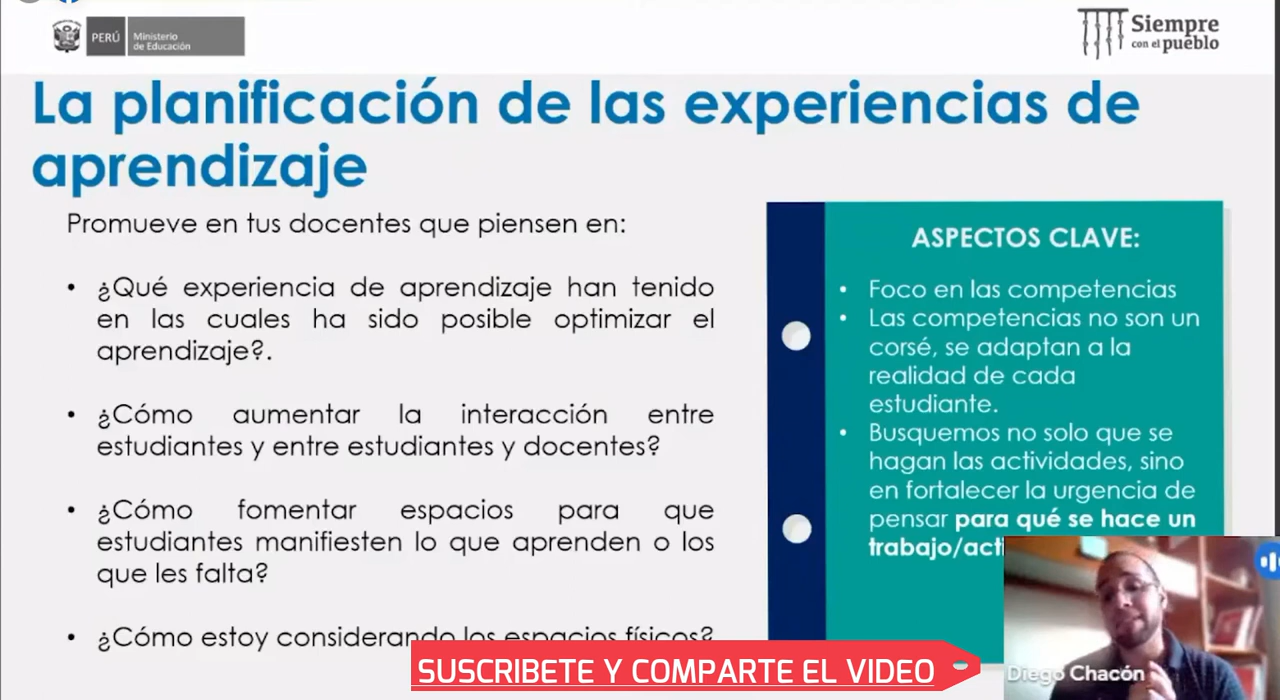 PERÚ
Ministerio
de Educación
Siempre
con el pueblo
La planificación de las experiencias de
aprendizaje
Promueve en tus docentes que piensen en:
• ¿Qué experiencia de aprendizaje han tenido
en las cuales ha sido posible optimizar el
aprendizaje?.
• ¿Cómo aumentar la interacción entre
estudiantes y entre estudiantes y docentes?
• ¿Cómo fomentar espacios para que
estudiantes manifiesten lo que aprenden o los
que les falta?
• ¿Cómo estoy considerando los espacios físicos?
ASPECTOS CLAVE:
• Foco en las competencias
• Las competencias no son un
corsé, se adaptan a la
realidad de cada
estudiante.
• Busquemos no solo que se
hagan las actividades, sino
en fortalecer la urgencia de
pensar para qué se hace un
trabajo/acti
SUSCRIBETE Y COMPARTE EL VIDEO
Diego Chacón